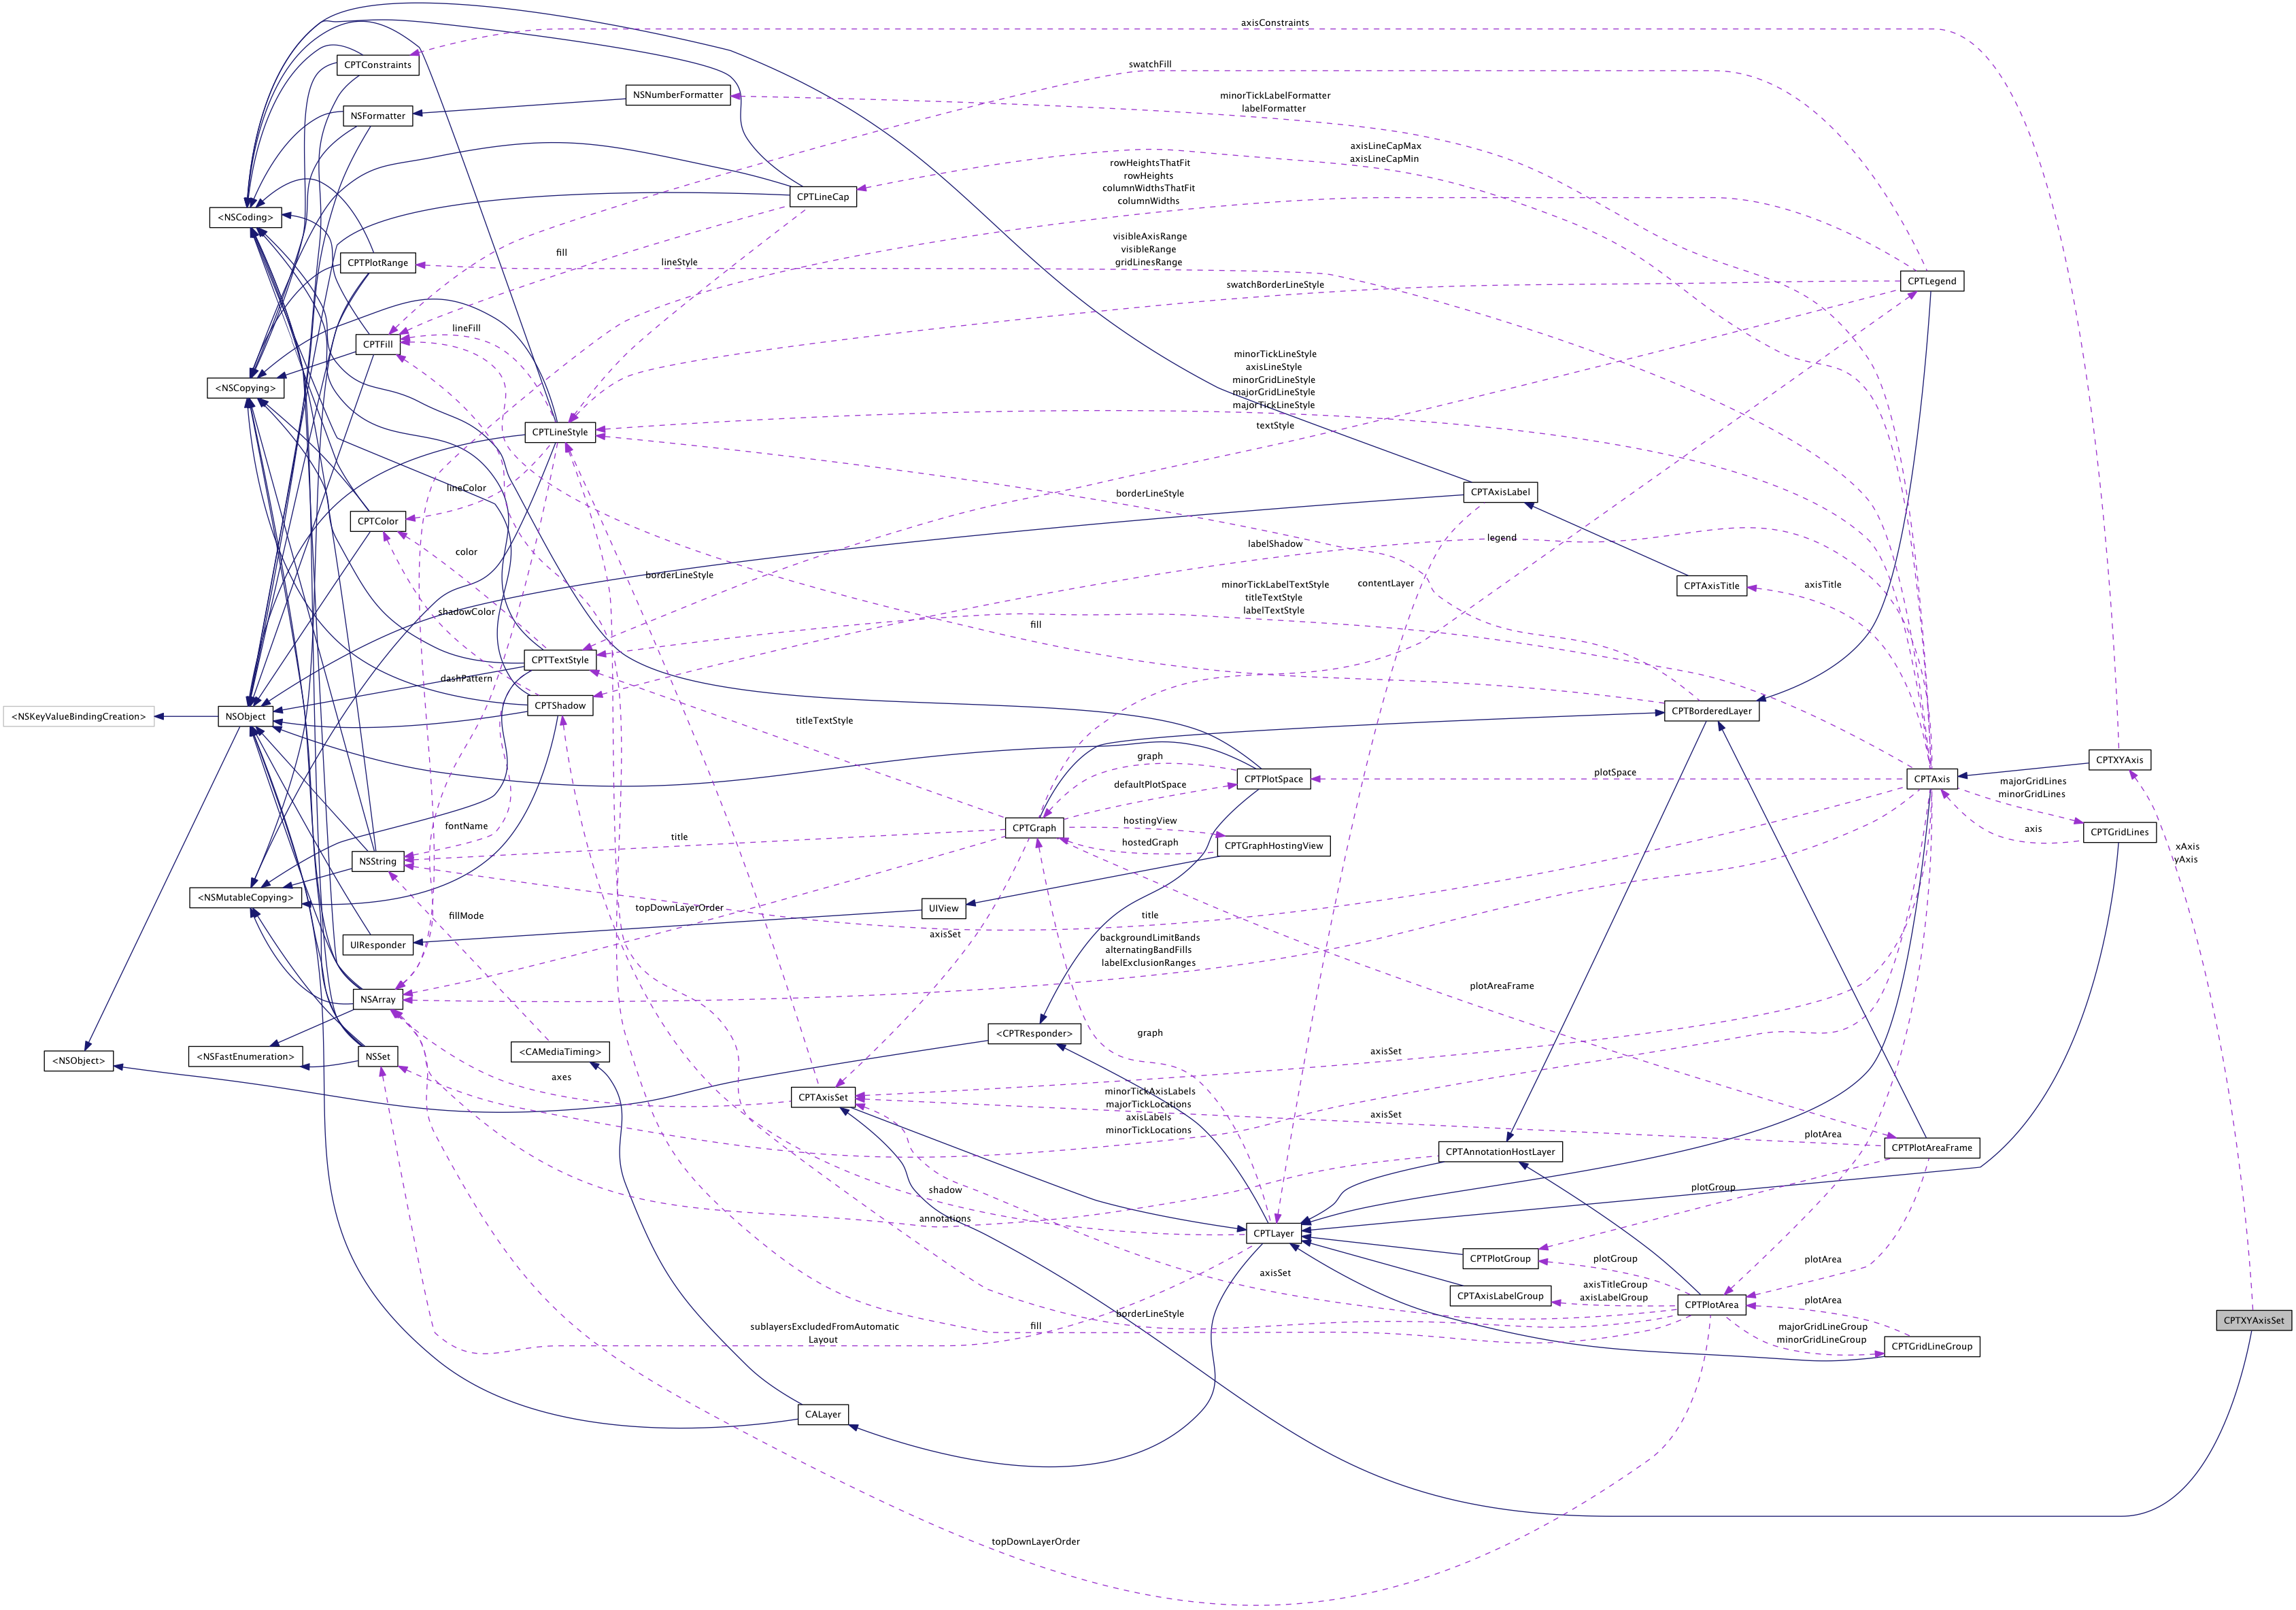 axisConstraints
CPTConstraints
swatchFill
NSNumberFormatter
minorTickLabelFormatter
labelFormatter
NSFormatter
axisLineCapMax
axisLineCapMin
rowHeightsThatFit
rowHeights
columnWidthsThatFit
columnWidths
CPTLineCap
<NSCoding>
visibleAxisRange
visibleRange
gridLinesRange
fill
lineStyle
CPTPlotRange
CPTLegend
swatchBorderLineStyle
lineFill
CPTFill
minorTickLineStyle
axisLineStyle
minorGridLineStyle
majorGridLineStyle
majorTickLineStyle
<NSCopying>
textStyle
CPTLineStyle
lineColor
borderLineStyle
CPTAxisLabel
CPTColor
legend
labelShadow
color
borderLineStyle
contentLayer
minorTickLabelTextStyle
titleTextStyle
labelTextStyle
CPTAxisTitle
axisTitle
shadowColor
fill
CPTTextStyle
dashPattern
CPTShadow
<NSKeyValueBindingCreation>
NSObject
titleTextStyle
CPTBorderedLayer
graph
CPTXYAxis
plotSpace
CPTPlotSpace
CPTAxis
defaultPlotSpace
majorGridLines
minorGridLines
fontName
CPTGraph
hostingView
axis
CPTGridLines
title
hostedGraph
CPTGraphHostingView
xAxis
yAxis
NSString
<NSMutableCopying>
UIView
fillMode
topDownLayerOrder
title
UIResponder
axisSet
backgroundLimitBands
alternatingBandFills
labelExclusionRanges
plotAreaFrame
NSArray
graph
<CPTResponder>
<NSObject>
<NSFastEnumeration>
NSSet
<CAMediaTiming>
axisSet
axes
CPTAxisSet
minorTickAxisLabels
majorTickLocations
axisLabels
minorTickLocations
axisSet
plotArea
CPTPlotAreaFrame
CPTAnnotationHostLayer
shadow
plotGroup
annotations
CPTLayer
CPTPlotGroup
plotGroup
plotArea
axisSet
axisTitleGroup
axisLabelGroup
CPTAxisLabelGroup
CPTPlotArea
plotArea
borderLineStyle
CPTXYAxisSet
sublayersExcludedFromAutomatic
Layout
fill
majorGridLineGroup
minorGridLineGroup
CPTGridLineGroup
CALayer
topDownLayerOrder